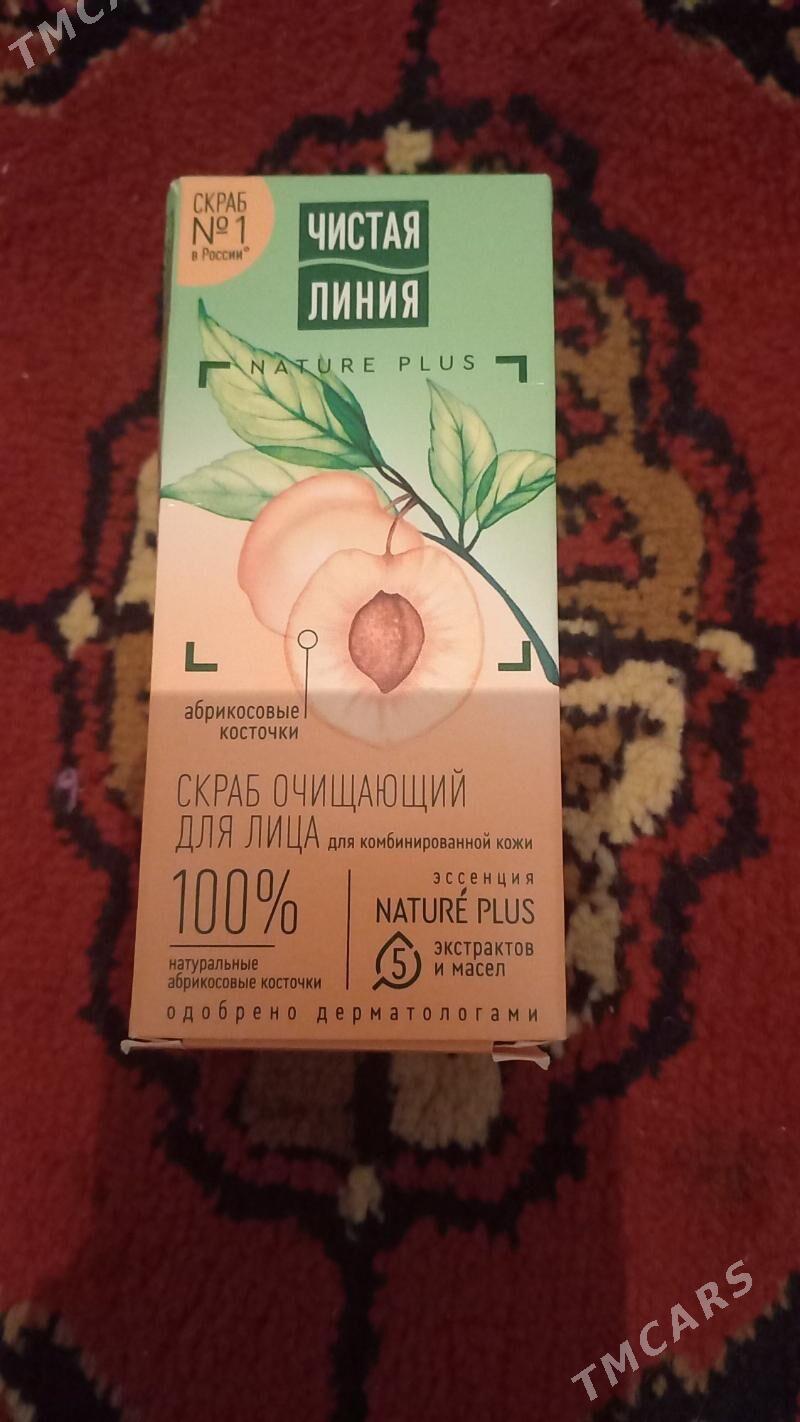 TMCARS
СКРАБ
№1
в России*
ЧИСТАЯ
ЛИНИЯ
NATURE PLUS
абрикосовые
косточки
СКРАБ ОЧИЩАЮЩИЙ
ДЛЯ ЛИЦА для комбинированной кожи
100%
натуральные
абрикосовые косточки
эссенция
NATURÉ PLUS
5 экстрактов
и масел
одобрено дерматологами
TMCARS